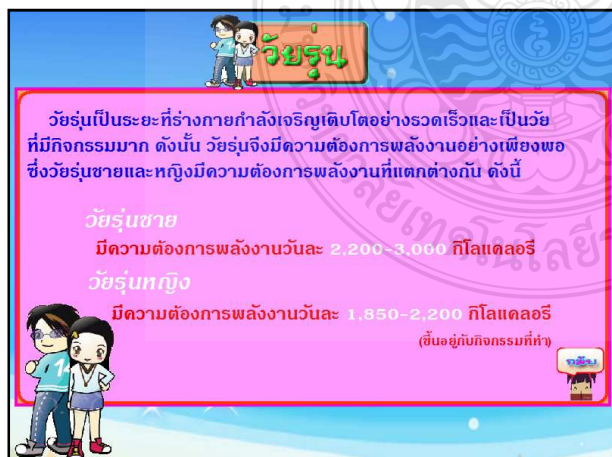 วัยรุ่น
วัยรุ่นเป็นระยะที่ร่างกายกำลังเจริญเติบโตอย่างรวดเร็วและเป็นวัย
ที่มีกิจกรรมมาก ดังนั้น วัยรุ่นจึงมีความต้องการพลังงานอย่างเพียงพอ
ซึ่งวัยรุ่นชายและหญิงมีความต้องการพลังงานที่แตกต่างกัน ดังนี้
วัยรุ่นชาย
มีความต้องการพลังงานวันละ 2,200-3,000 กิโลแคลอรี
วัยรุ่นหญิง
มีความต้องการพลังงานวันละ 1,850-2,200 กิโลแคลอรี
(ขึ้นอยู่กับกิจกรรมที่ทำ)
กลับ